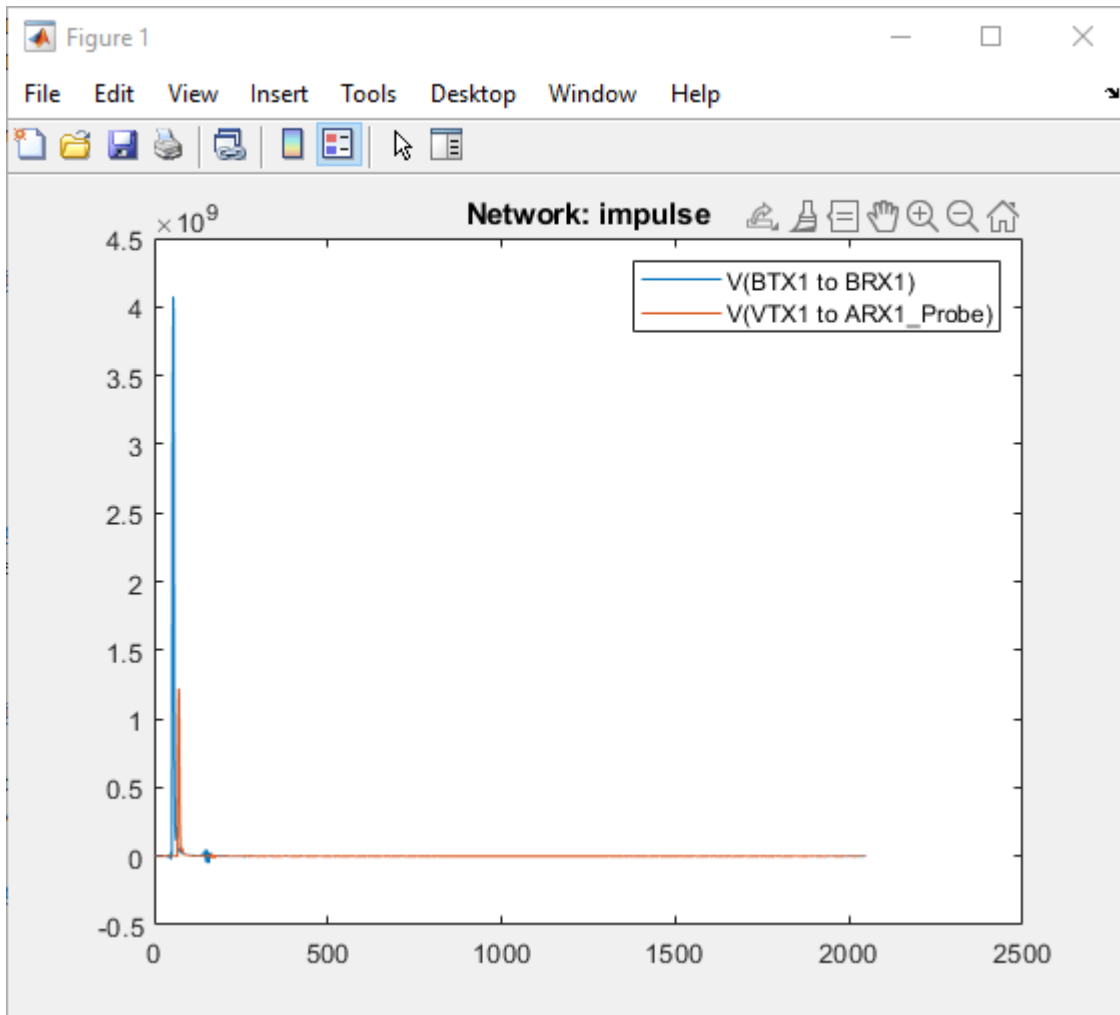 Figure 1
File Edit View Insert Tools Desktop Window Help
×10^9
Network: impulse
4.5
4
3.5
3
2.5
2
1.5
1
0.5
0
-0.5
V(BTX1 to BRX1)
V(VTX1 to ARX1_Probe)
0 500 1000 1500 2000 2500